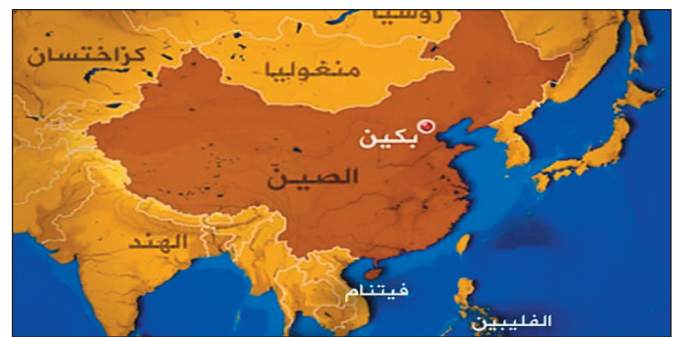 روسيا
كزاخستان
منغوليا
بكين
الصين
الهند
فيتنام
الفليبين